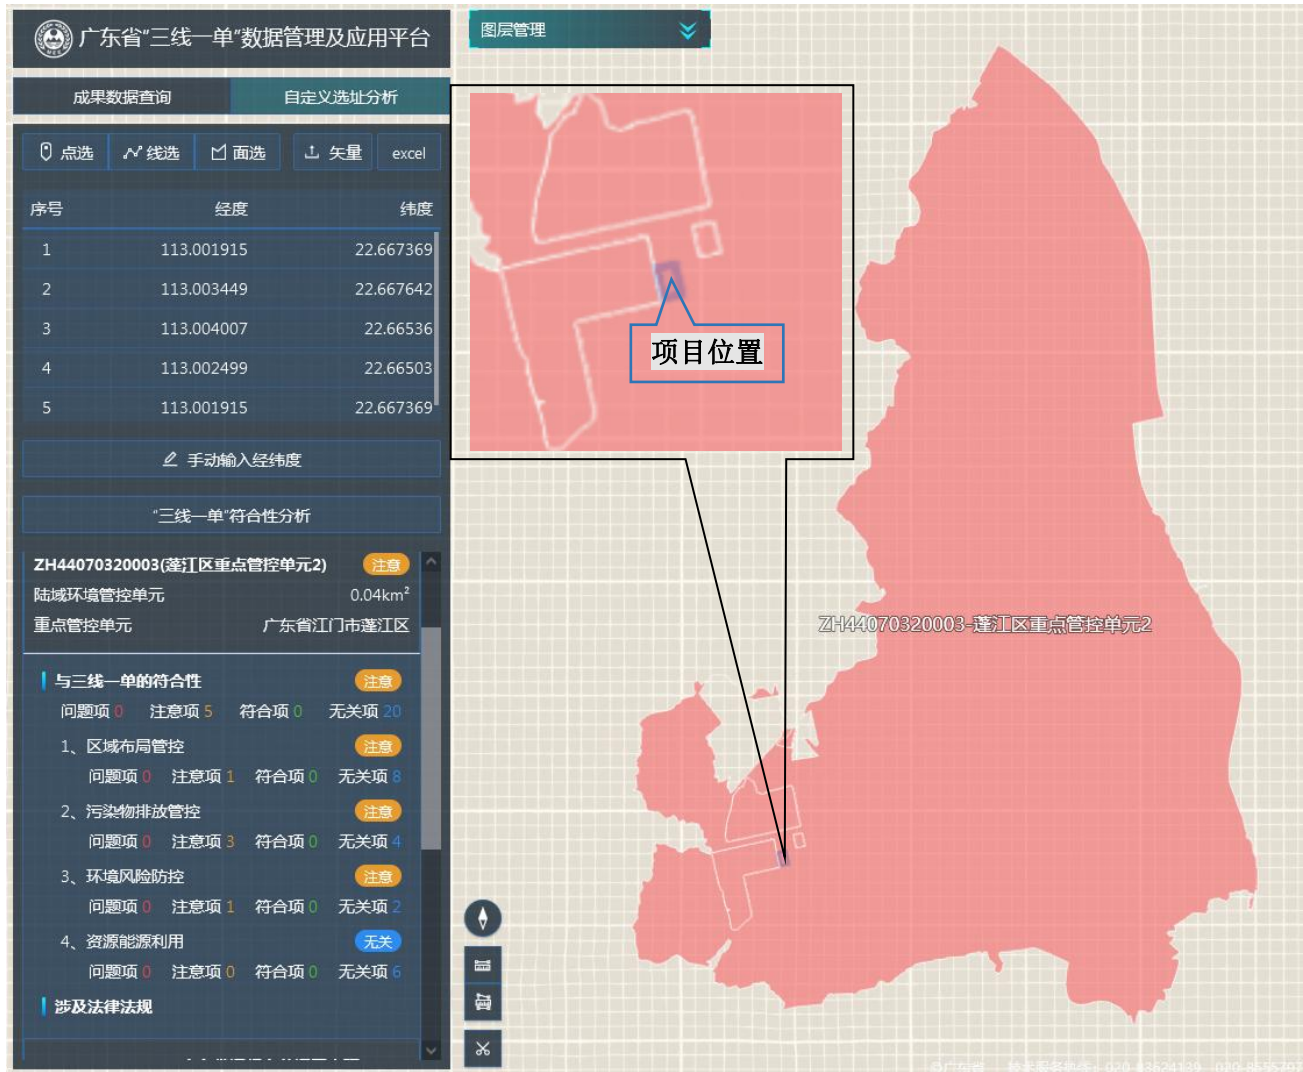 广东省“三线一单”数据管理及应用平台
成果数据查询 自定义选址分析
点选 线选 面选 矢量 excel
序号 经度 纬度
1 113.001915 22.667369
2 113.003449 22.667642
3 113.004007 22.66536
4 113.002499 22.66503
5 113.001915 22.667369
手动输入经纬度
“三线一单”符合性分析
ZH44070320003(蓬江区重点管控单元2) 注意
陆域环境管控单元 0.04km²
重点管控单元 广东省江门市蓬江区
与三线一单的符合性 注意
问题项 0 注意项 5 符合项 0 无关项 20
1、区域布局管控 注意
问题项 0 注意项 1 符合项 0 无关项 8
2、污染物排放管控 注意
问题项 0 注意项 3 符合项 0 无关项 4
3、环境风险防控 注意
问题项 0 注意项 1 符合项 0 无关项 2
4、资源能源利用 无关
问题项 0 注意项 0 符合项 0 无关项 6
涉及法律法规
图层管理
项目位置
ZH44070320003-蓬江区重点管控单元2